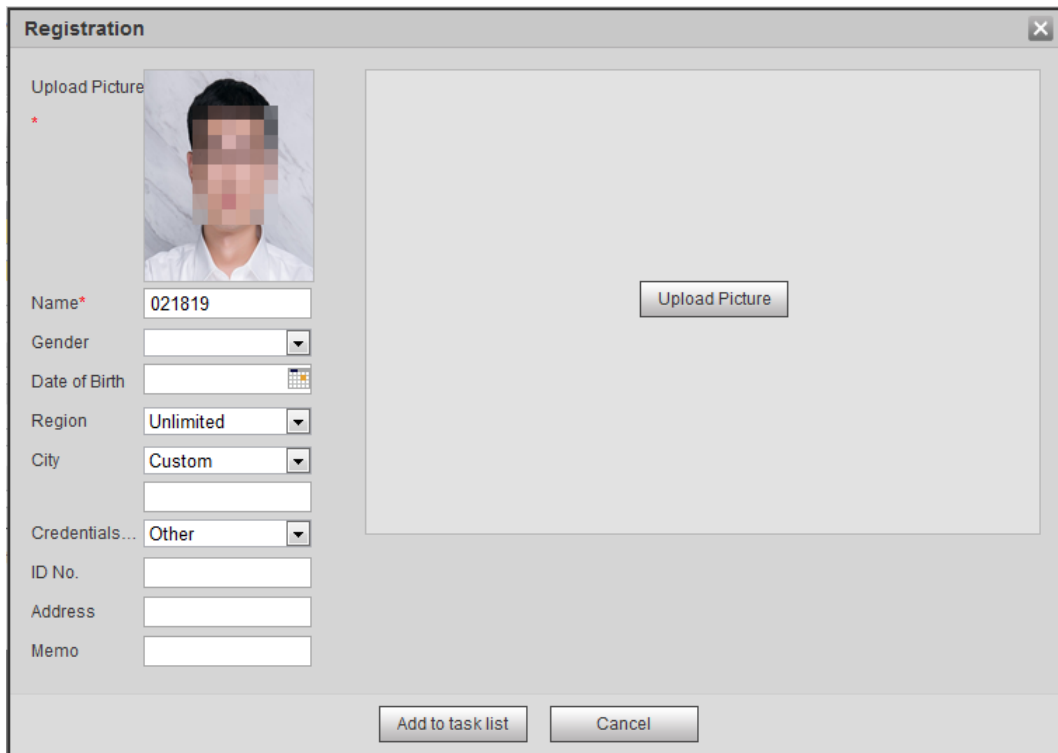 Registration
Upload Picture
*
Name* 021819
Gender
Date of Birth
Region Unlimited
City Custom
Credentials... Other
ID No.
Address
Memo
Upload Picture
Add to task list Cancel